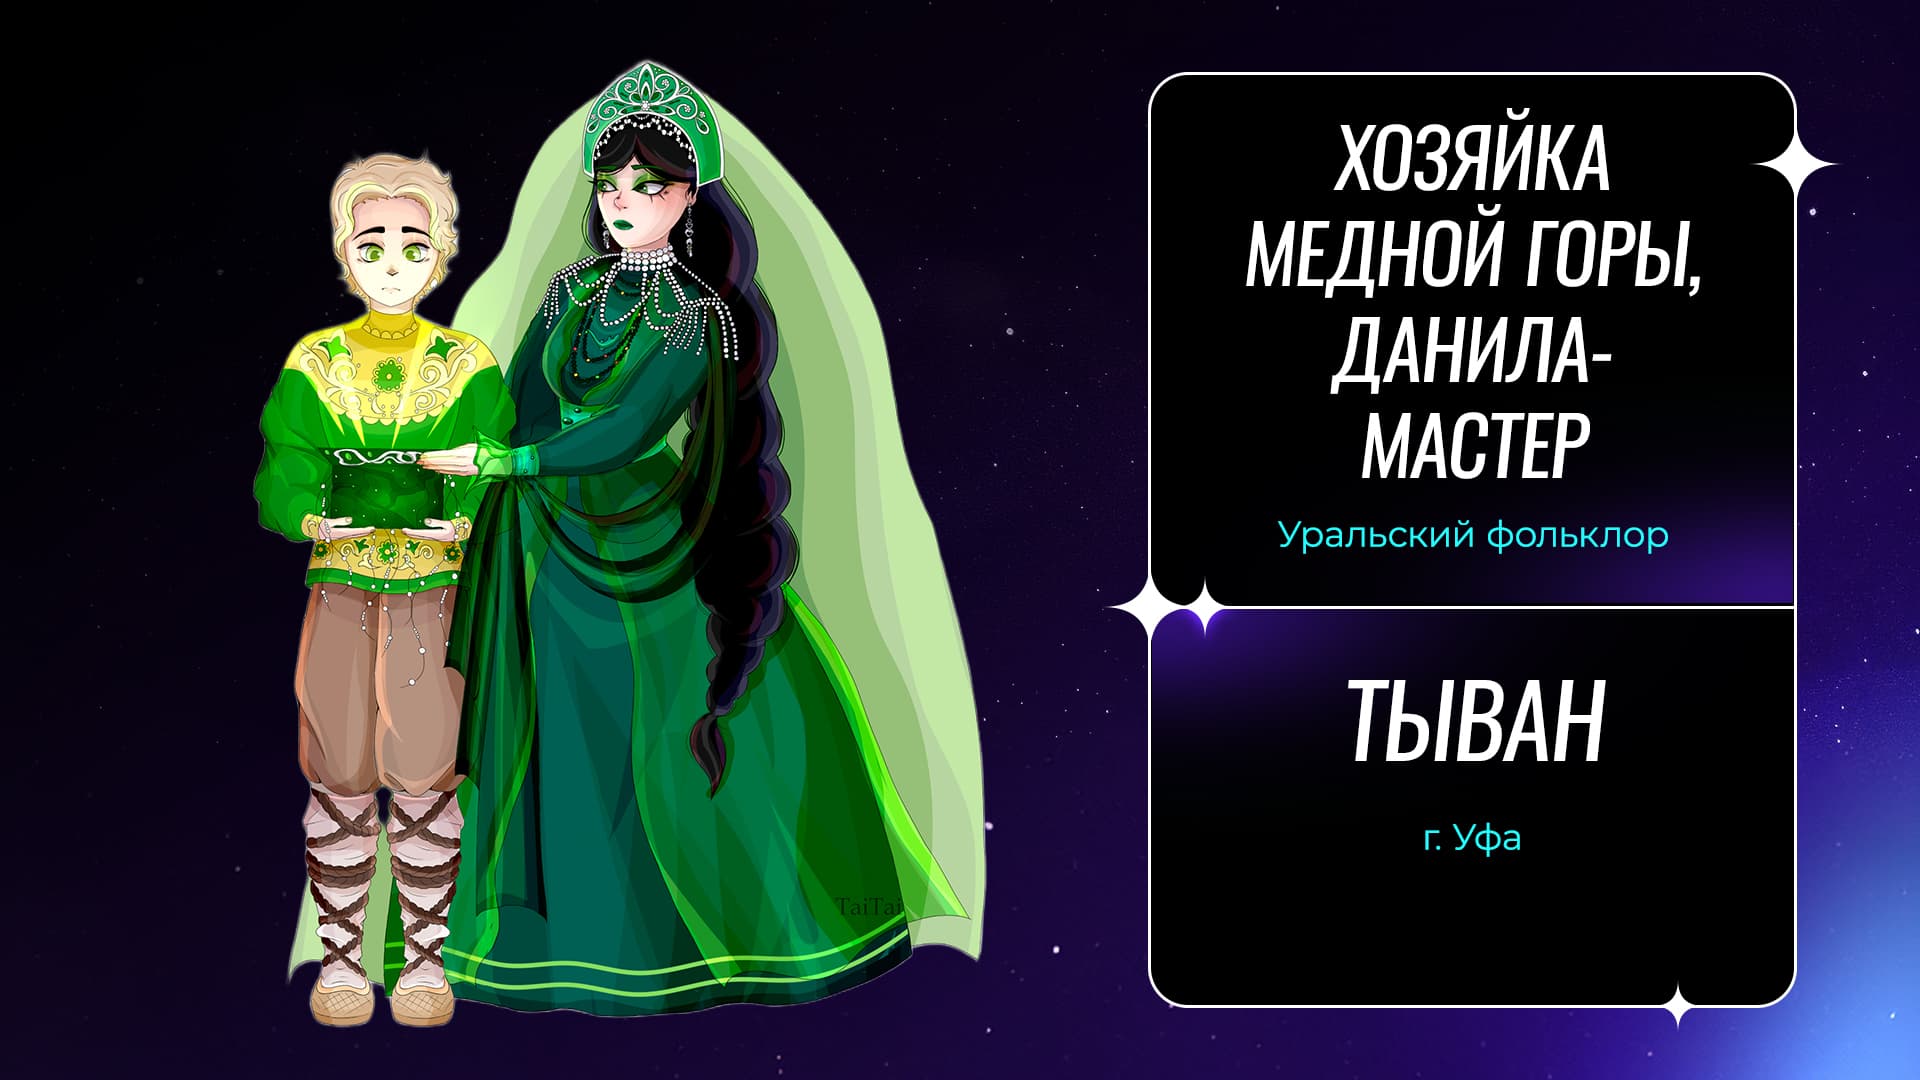 ХОЗЯЙКА
МЕДНОЙ ГОРЫ,
ДАНИЛА-
МАСТЕР
Уральский фольклор
ТЫВАН
г. Уфа
TaiTai